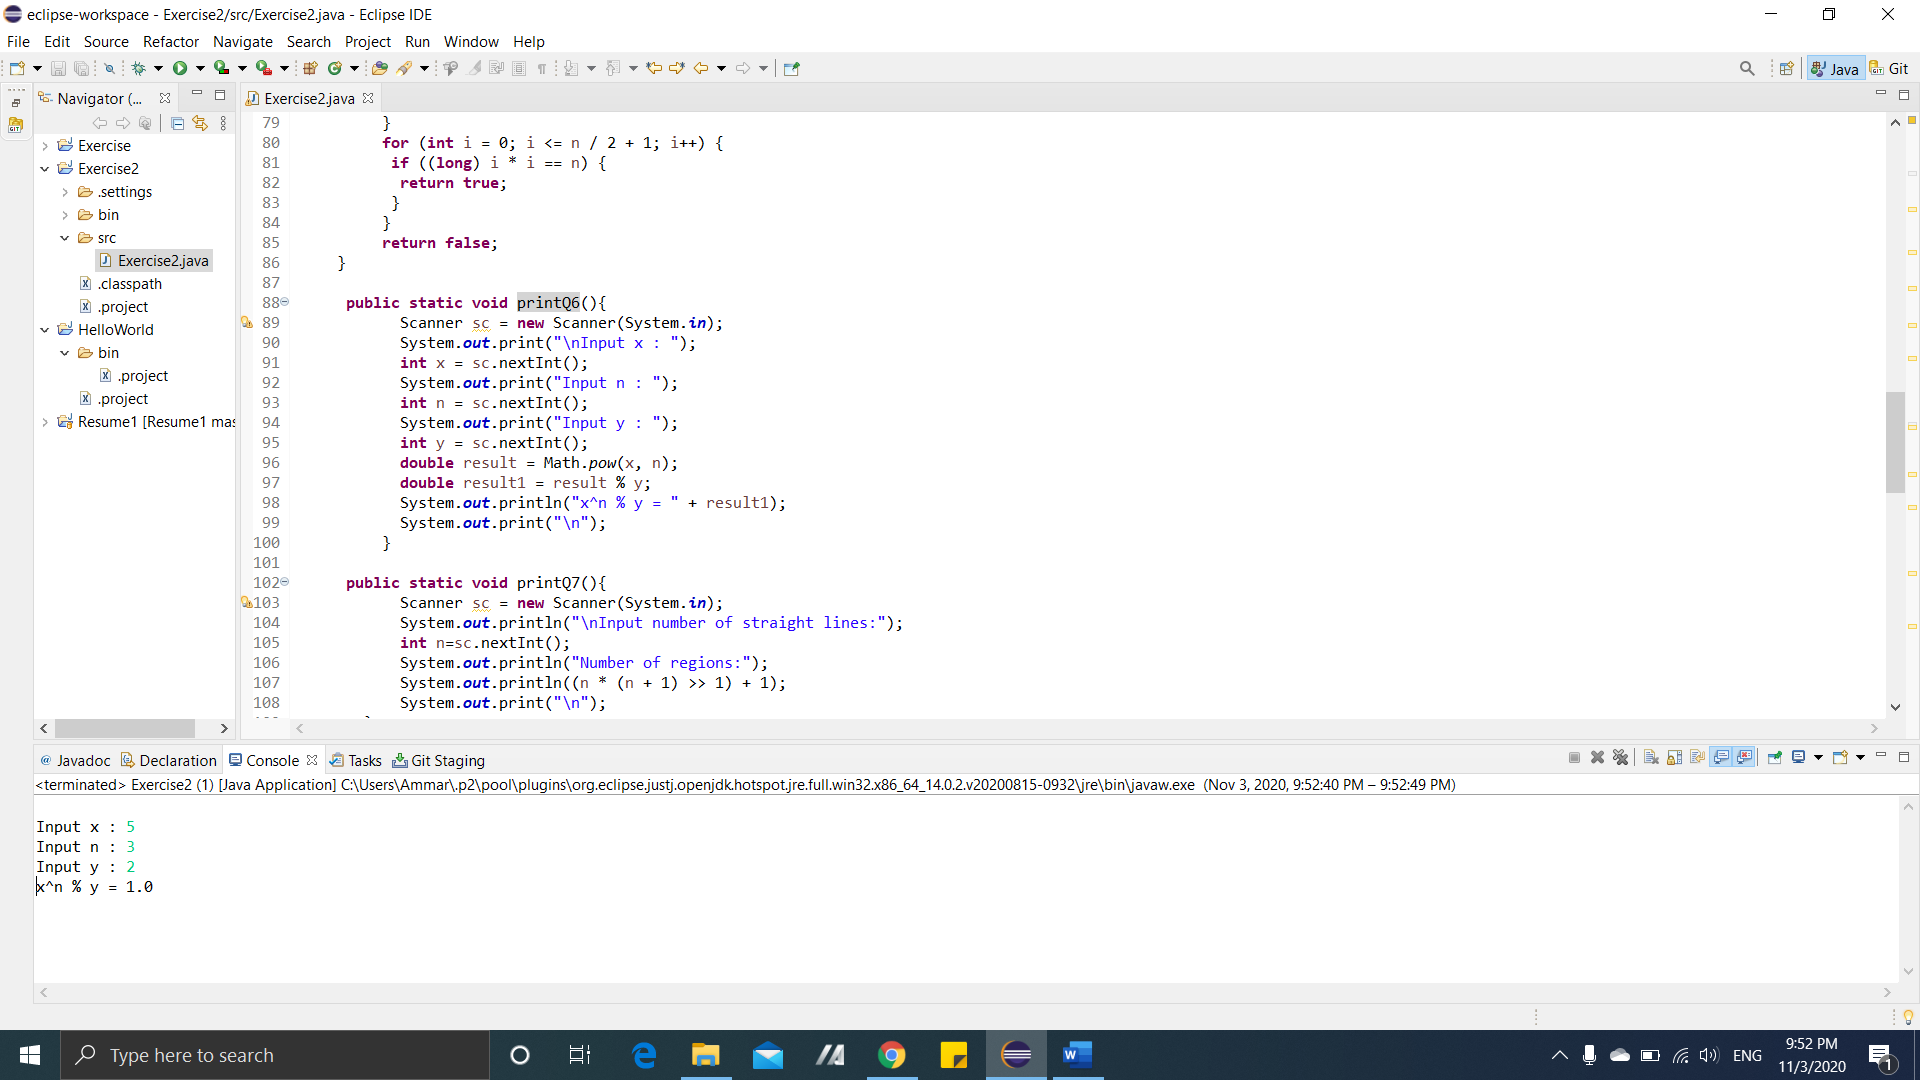 eclipse-workspace - Exercise2/src/Exercise2.java - Eclipse IDE
File Edit Source Refactor Navigate Search Project Run Window Help
Java Git
Navigator (...
Exercise
Exercise2
.settings
bin
src
Exercise2.java
.classpath
.project
HelloWorld
bin
.project
.project
Resume1 [Resume1 mas
Exercise2.java
79 }
80 for (int i = 0; i <= n / 2 + 1; i++) {
81 if ((long) i * i == n) {
82 return true;
83 }
84 }
85 return false;
86 }
87
88 public static void printQ6(){
89 Scanner sc = new Scanner(System.in);
90 System.out.print("\nInput x : ");
91 int x = sc.nextInt();
92 System.out.print("Input n : ");
93 int n = sc.nextInt();
94 System.out.print("Input y : ");
95 int y = sc.nextInt();
96 double result = Math.pow(x, n);
97 double result1 = result % y;
98 System.out.println("x^n % y = " + result1);
99 System.out.print("\n");
100 }
101
102 public static void printQ7(){
103 Scanner sc = new Scanner(System.in);
104 System.out.println("\nInput number of straight lines:");
105 int n=sc.nextInt();
106 System.out.println("Number of regions:");
107 System.out.println((n * (n + 1) >> 1) + 1);
108 System.out.print("\n");
@ Javadoc Declaration Console Tasks Git Staging
<terminated> Exercise2 (1) [Java Application] C:\Users\Ammar\.p2\pool\plugins\org.eclipse.justj.openjdk.hotspot.jre.full.win32.x86_64_14.0.2.v20200815-0932\jre\bin\javaw.exe (Nov 3, 2020, 9:52:40 PM – 9:52:49 PM)
Input x : 5
Input n : 3
Input y : 2
x^n % y = 1.0
Type here to search
ENG
9:52 PM
11/3/2020
1